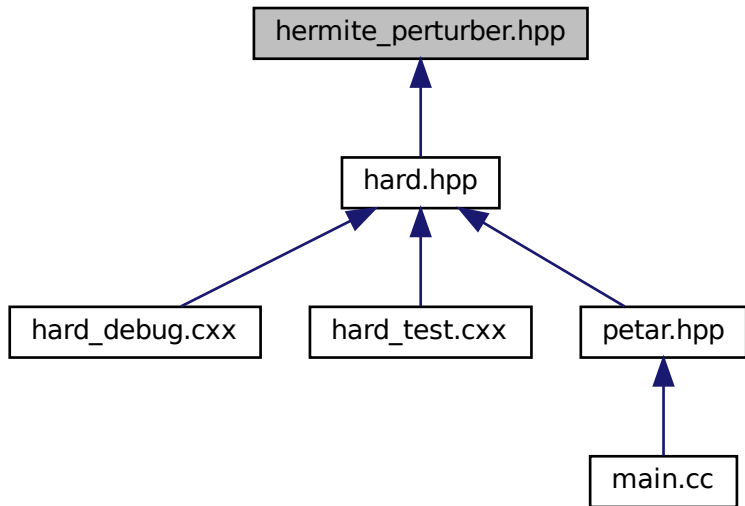 hermite_perturber.hpp
hard.hpp
hard_debug.cxx
hard_test.cxx
petar.hpp
main.cc